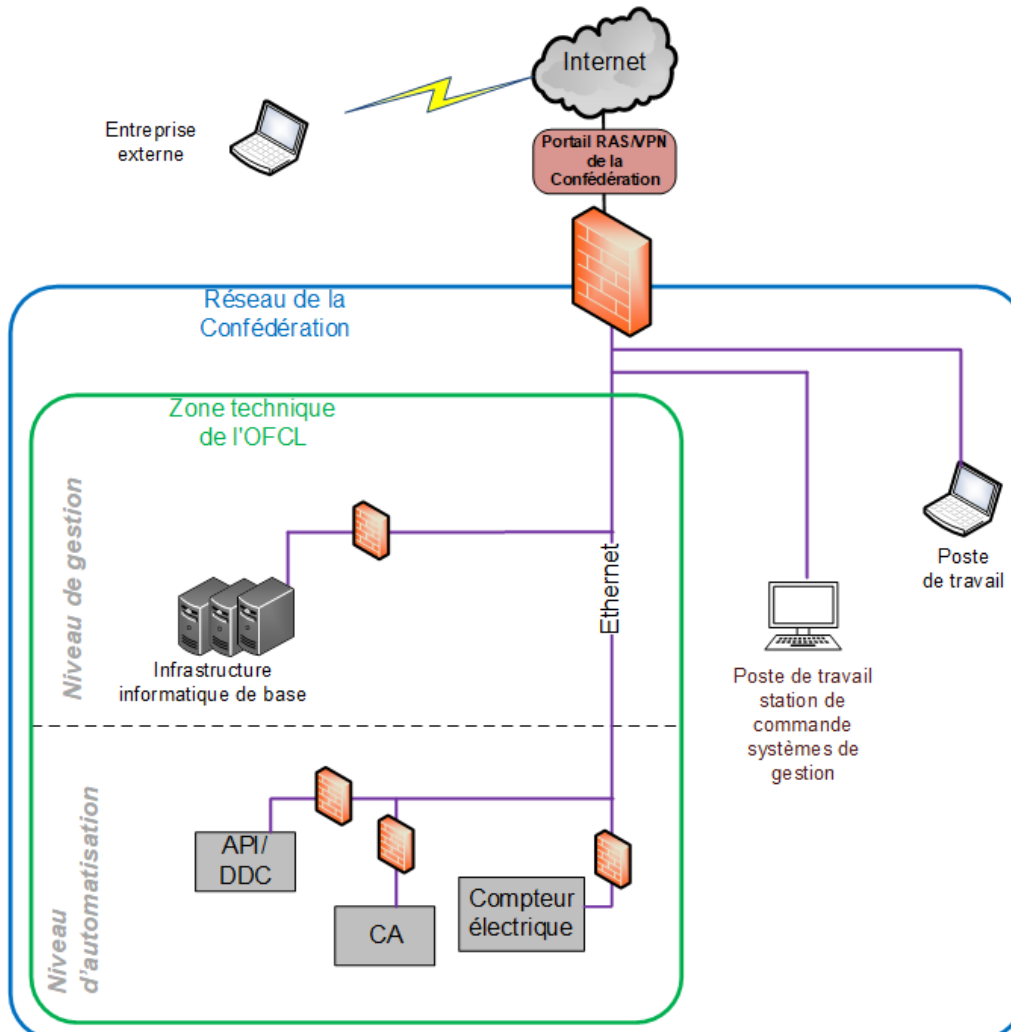 Internet
Entreprise
externe
Portail RAS/VPN
de la
Confédération
Réseau de la
Confédération
Zone technique
de l'OFCL
Niveau de gestion
Infrastructure
informatique de base
Ethernet
Poste
de travail
Poste de travail
station de
commande
systèmes de
gestion
Niveau
d'automatisation
API/
DDC
CA
Compteur
électrique